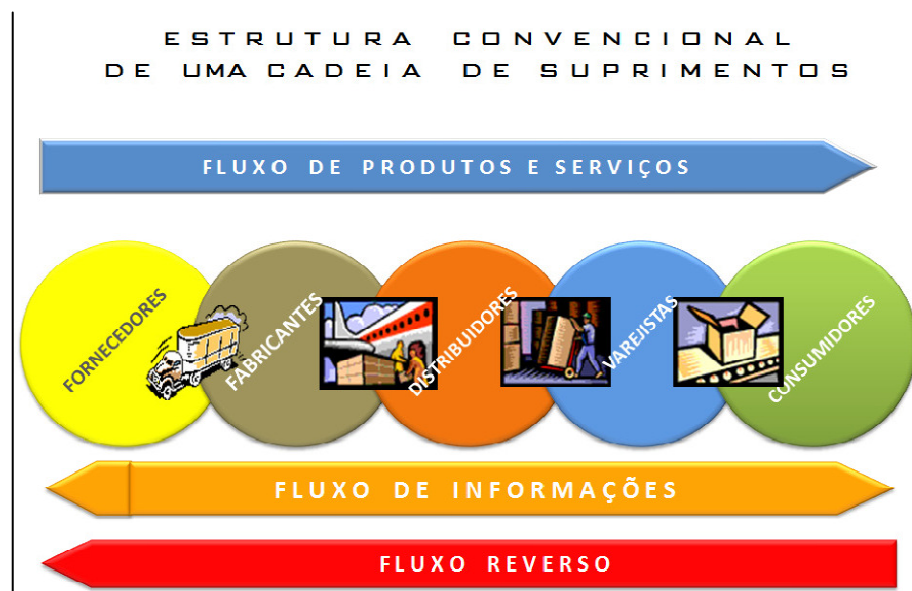 ESTRUTURA CONVENCIONAL
DE UMA CADEIA DE SUPRIMENTOS
FLUXO DE PRODUTOS E SERVIÇOS
FORNECEDORES
FABRICANTES
DISTRIBUIDORES
VAREJISTAS
CONSUMIDORES
FLUXO DE INFORMAÇÕES
FLUXO REVERSO